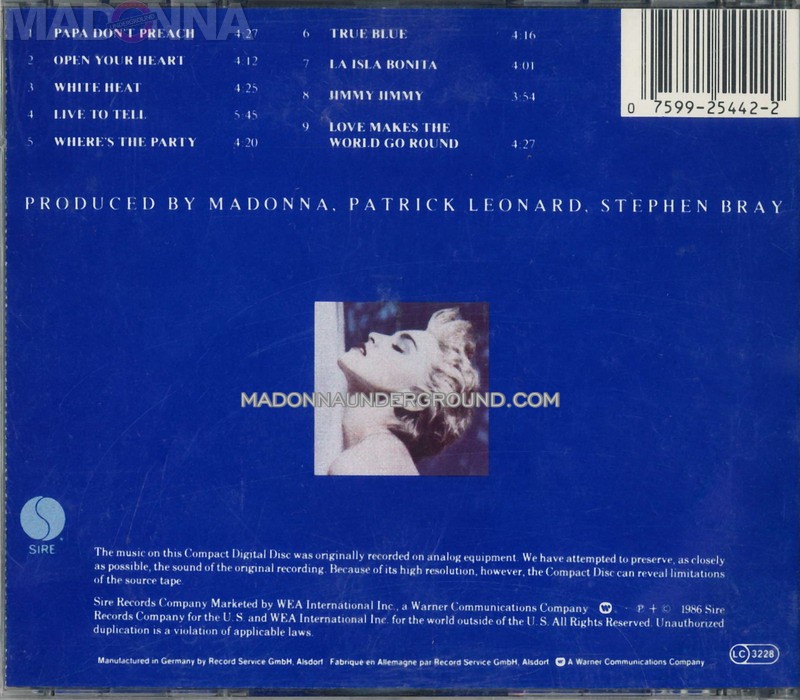 MADONNA
UNDERGROUND
1 PAPA DON'T PREACH 4:27
2 OPEN YOUR HEART 4:12
3 WHITE HEAT 4:25
4 LIVE TO TELL 5:45
5 WHERE'S THE PARTY 4:20
6 TRUE BLUE 4:16
7 LA ISLA BONITA 4:01
8 JIMMY JIMMY 3:54
9 LOVE MAKES THE
WORLD GO ROUND 4:27
0 7599-25442-2
PRODUCED BY MADONNA, PATRICK LEONARD, STEPHEN BRAY
MADONNAUNDERGROUND.COM
SIRE
The music on this Compact Digital Disc was originally recorded on analog equipment. We have attempted to preserve, as closely
as possible, the sound of the original recording. Because of its high resolution, however, the Compact Disc can reveal limitations
of the source tape.
Sire Records Company Marketed by WEA International Inc., a Warner Communications Company · P + © 1986 Sire
Records Company for the U.S. and WEA International Inc. for the world outside of the U.S. All Rights Reserved. Unauthorized
duplication is a violation of applicable laws.
Manufactured in Germany by Record Service GmbH, Alsdorf Fabriqué en Allemagne par Record Service GmbH, Alsdorf A Warner Communications Company
LC 3228